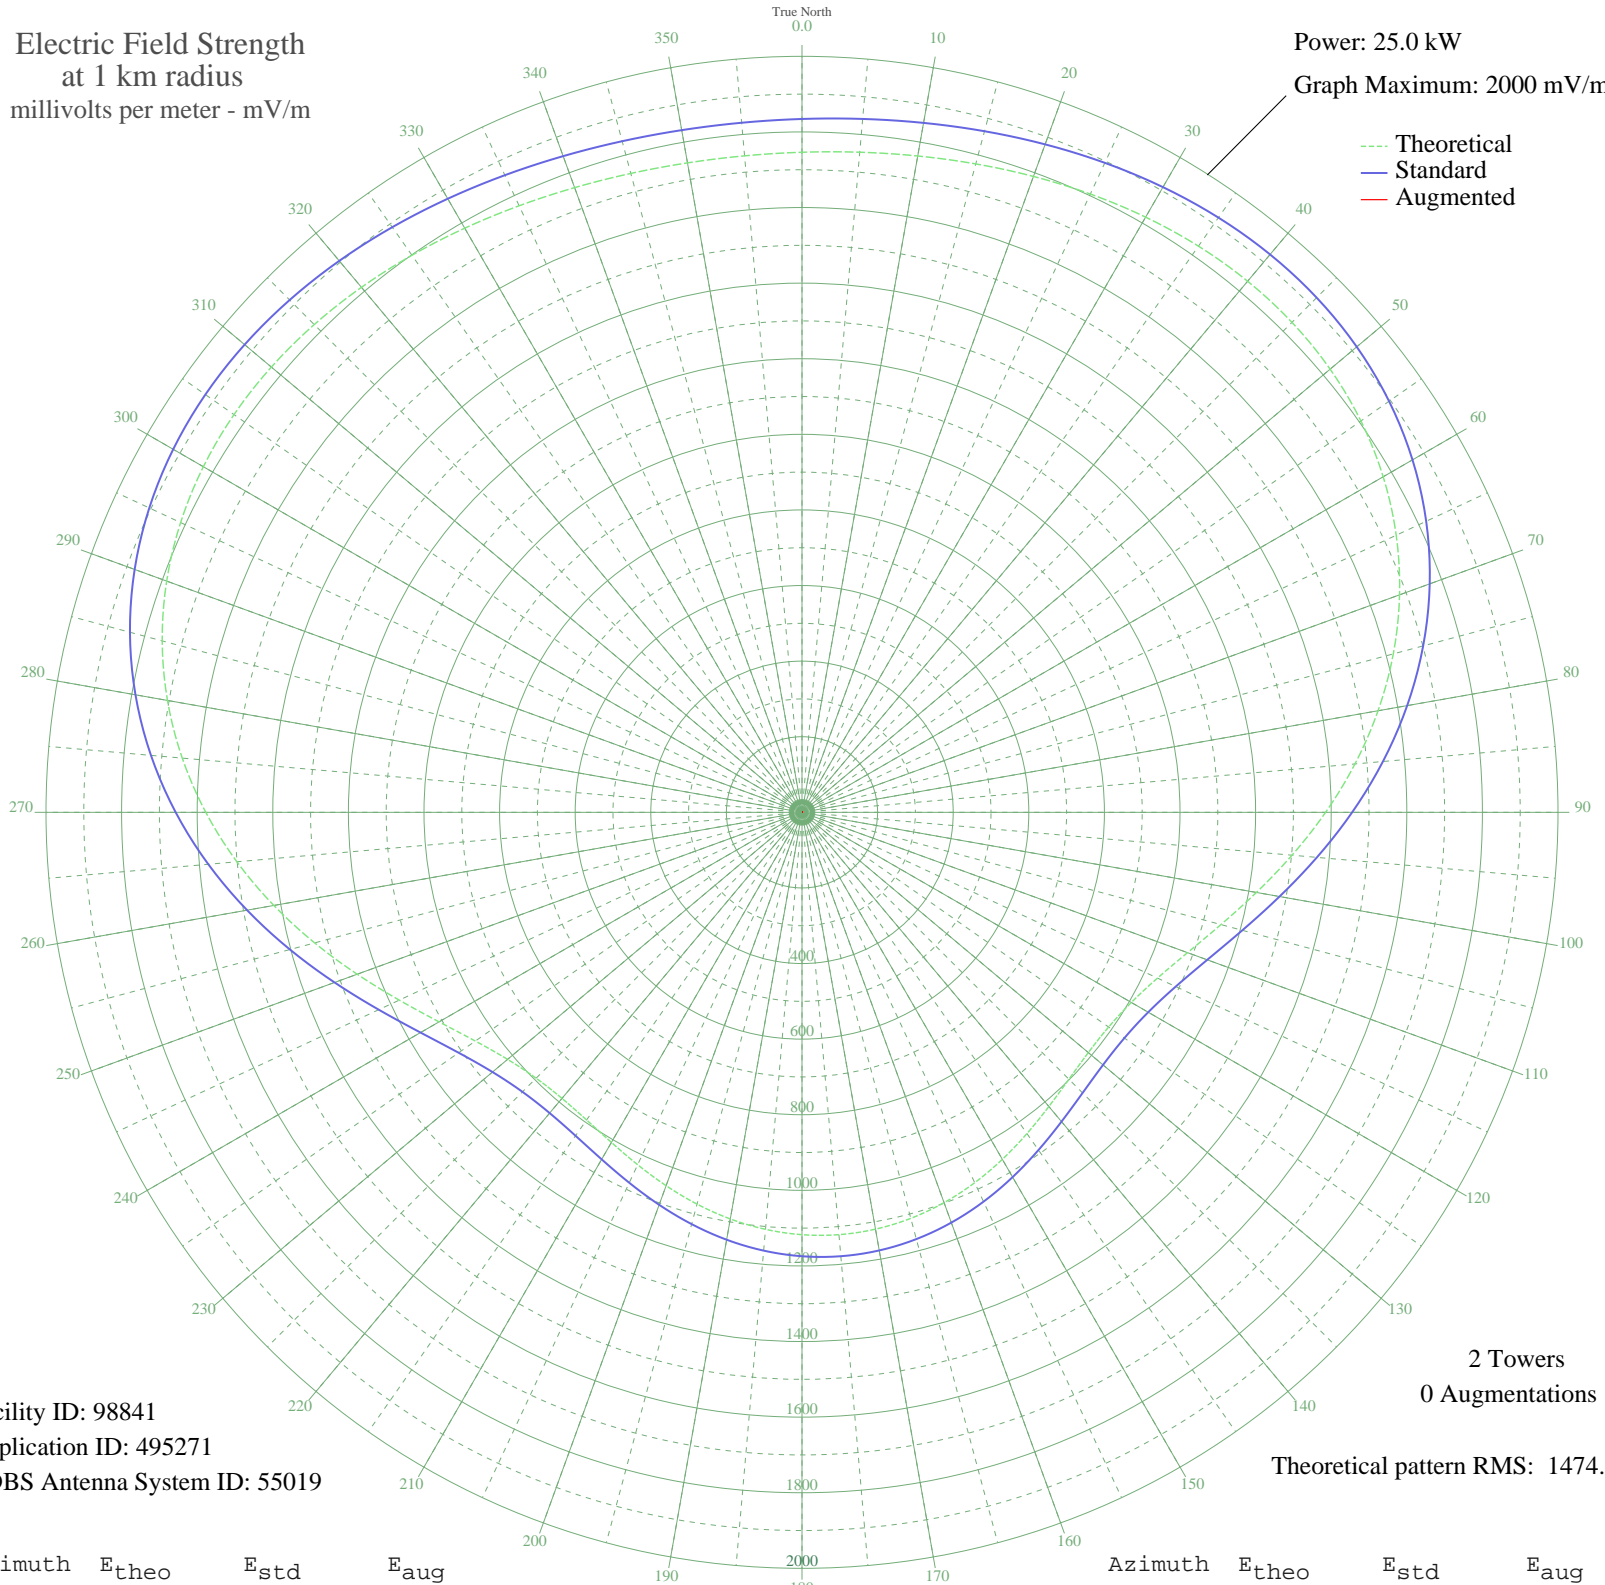 Electric Field Strength
at 1 km radius
millivolts per meter - mV/m
True North
0.0
Power: 25.0 kW
Graph Maximum: 2000 mV/m
Theoretical
Standard
Augmented
10
20
30
40
50
60
70
80
90
100
110
120
130
140
150
160
170
180
190
200
210
220
230
240
250
260
270
280
290
300
310
320
330
340
350
400
600
800
1000
1200
1400
1600
1800
2000
2 Towers
0 Augmentations
Theoretical pattern RMS: 1474.
cility ID: 98841
plication ID: 495271
DBS Antenna System ID: 55019
imuth Etheo Estd Eaug
Azimuth Etheo Estd Eaug